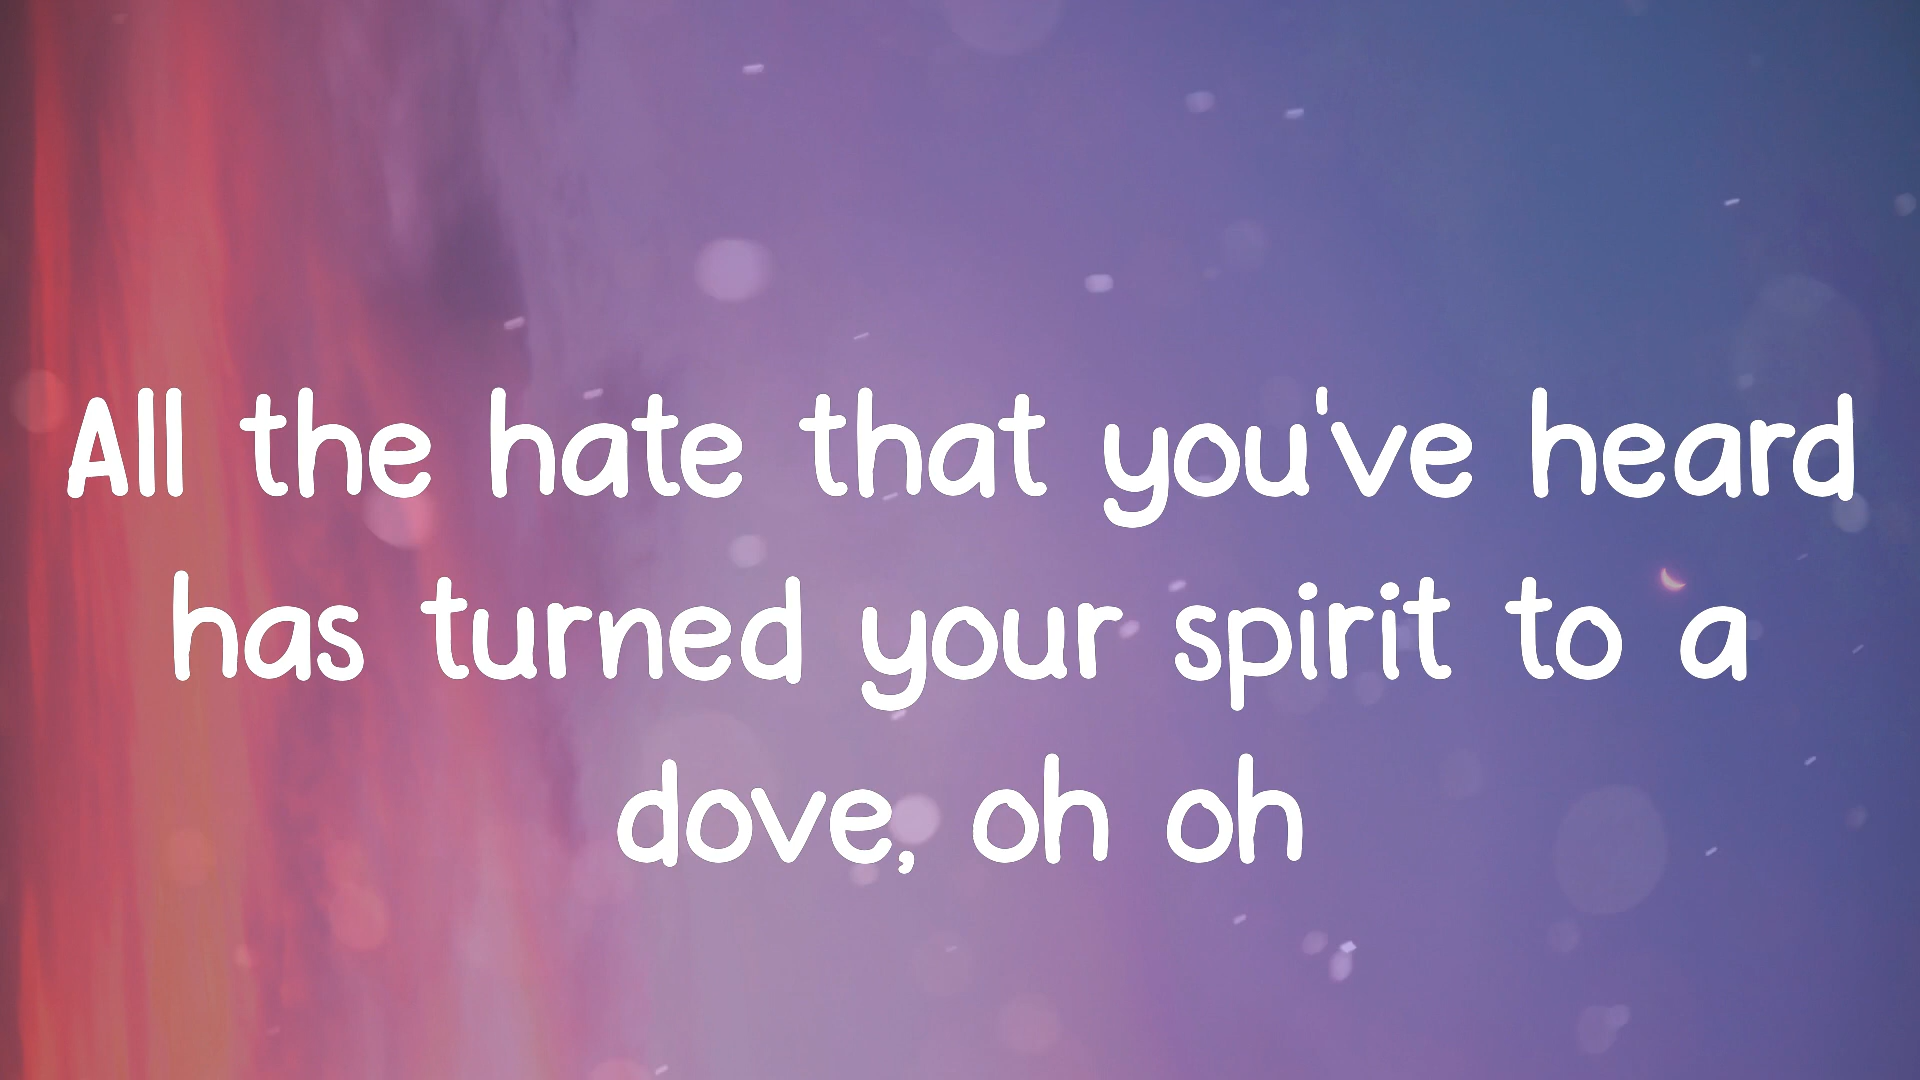 All the hate that you've heard
has turned your spirit to a
dove, oh oh